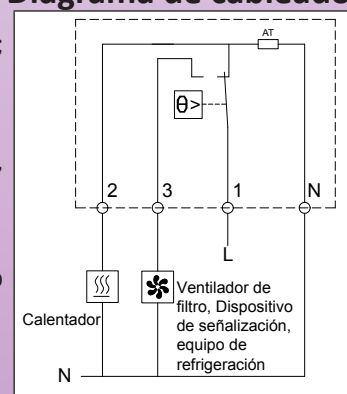 Diagrama de cableado
AT
θ>
2
3
1
N
L
Calentador
Ventilador de
filtro, Dispositivo
de señalización,
equipo de
refrigeración
N